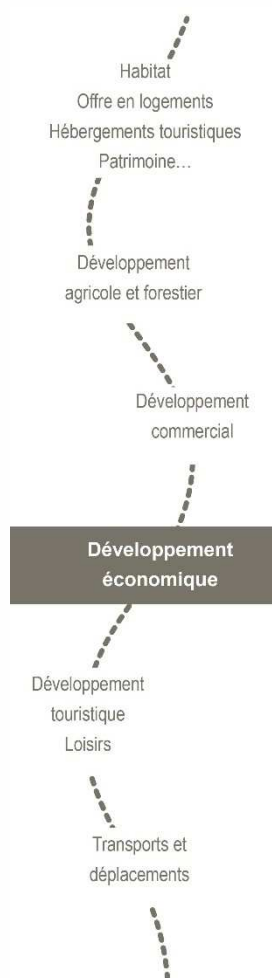 Habitat
Offre en logements
Hébergements touristiques
Patrimoine…
Développement
agricole et forestier
Développement
commercial
Développement
économique
Développement
touristique
Loisirs
Transports et
déplacements